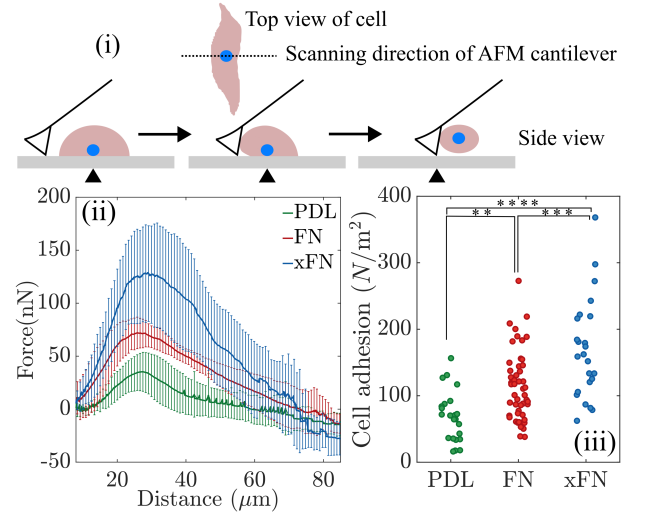 Top view of cell
(i)
Scanning direction of AFM cantilever
Side view
200
150
100
50
0
-50
Force(nN)
(ii)
PDL
FN
xFN
20
40
60
80
Distance (μm)
400
300
200
100
0
Cell adhesion (N/m²)
****
** ***
(iii)
PDL
FN
xFN